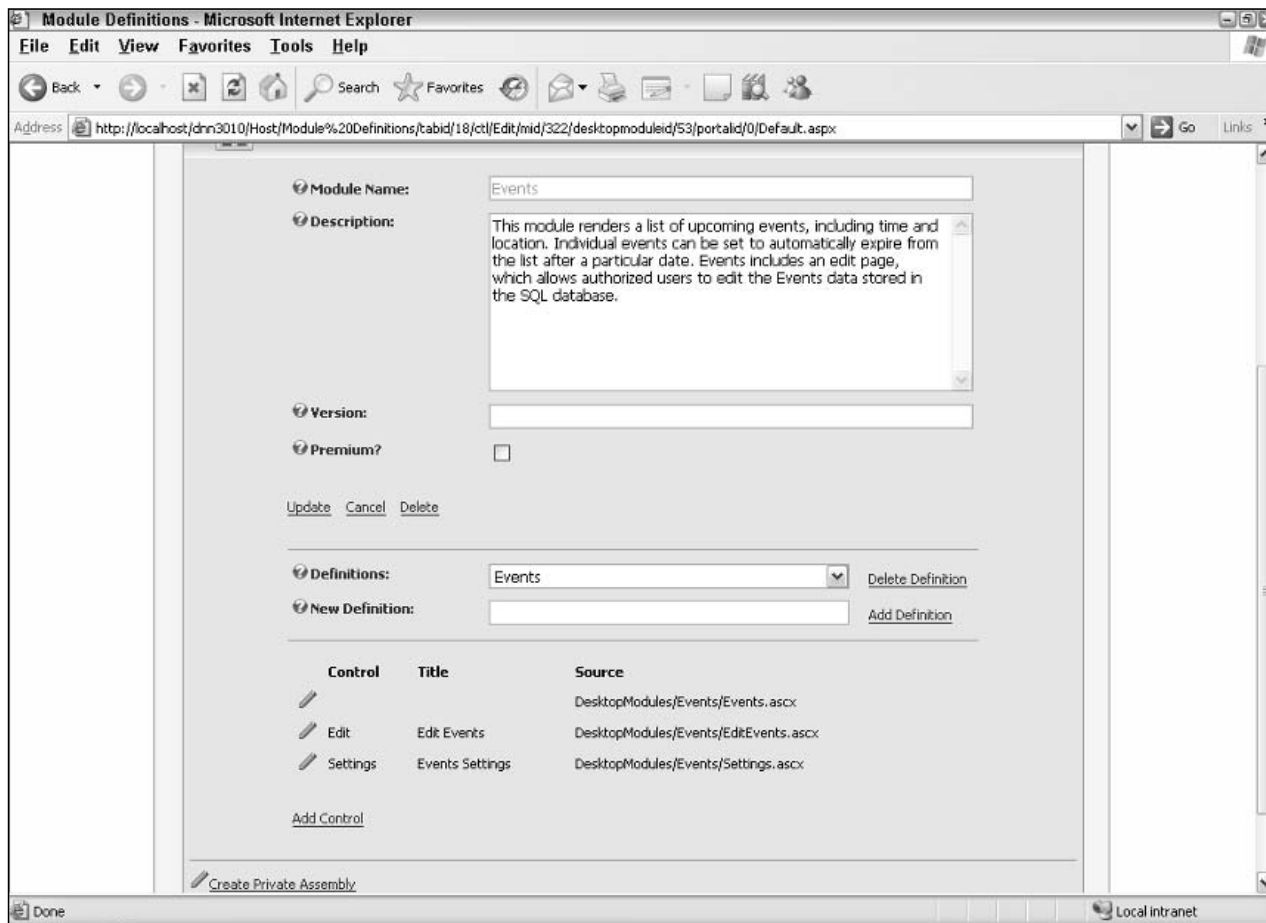 Module Definitions - Microsoft Internet Explorer
File Edit View Favorites Tools Help
Back Search Favorites
Address http://localhost/dnn3010/Host/Module%20Definitions/tabid/18/ctl/Edit/mid/322/desktopmoduleid/53/portalid/0/Default.aspx Go Links
Module Name: Events
Description: This module renders a list of upcoming events, including time and
location. Individual events can be set to automatically expire from
the list after a particular date. Events includes an edit page,
which allows authorized users to edit the Events data stored in
the SQL database.
Version:
Premium?
Update Cancel Delete
Definitions: Events Delete Definition
New Definition: Add Definition
Control Title Source
DesktopModules/Events/Events.ascx
Edit Edit Events DesktopModules/Events/EditEvents.ascx
Settings Events Settings DesktopModules/Events/Settings.ascx
Add Control
Create Private Assembly
Done Local intranet